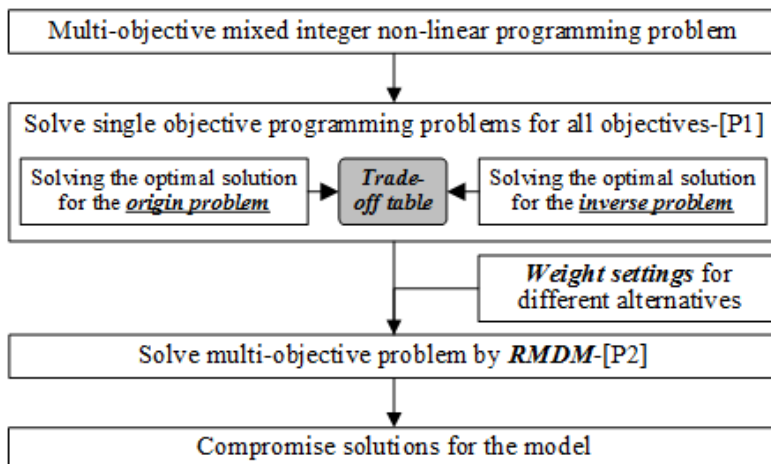 Multi-objective mixed integer non-linear programming problem
Solve single objective programming problems for all objectives-[P1]
Solving the optimal solution
for the origin problem
Trade-
off table
Solving the optimal solution
for the inverse problem
Weight settings for
different alternatives
Solve multi-objective problem by RMDM-[P2]
Compromise solutions for the model